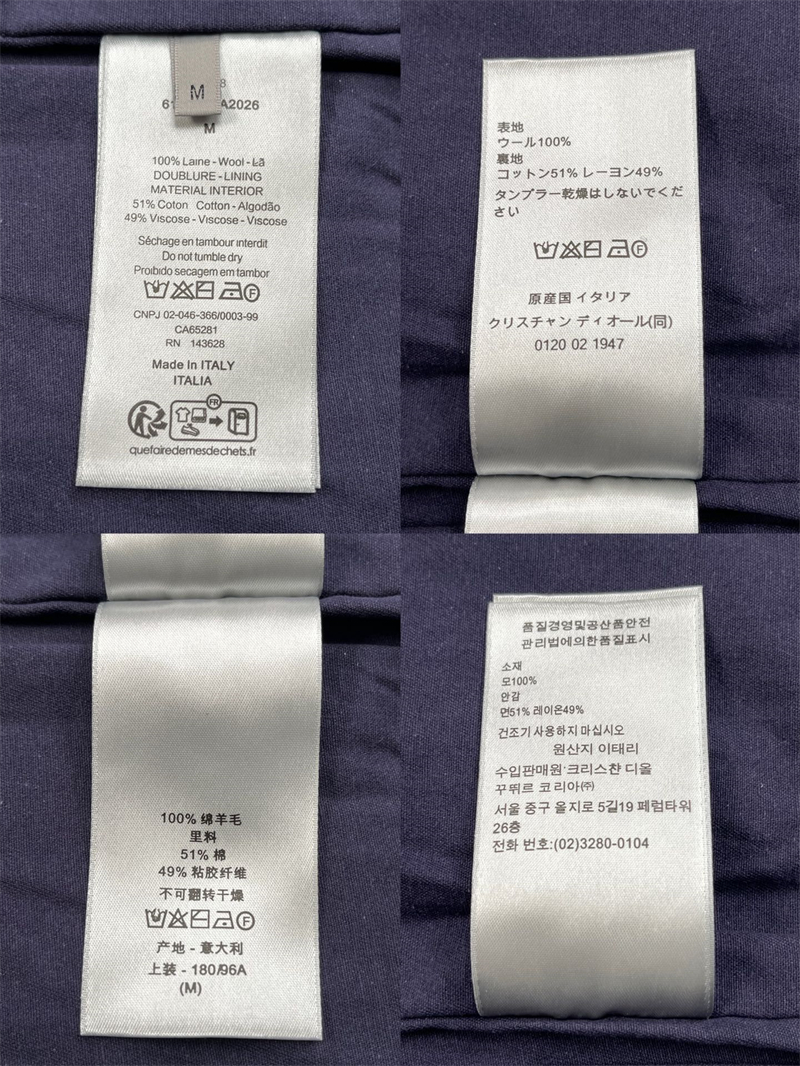 M
8
A2026
M
100% Laine - Wool - Lã
DOUBLURE - LINING
MATERIAL INTERIOR
51% Coton Cotton - Algodão
49% Viscose - Viscose - Viscose
Séchage en tambour interdit
Do not tumble dry
Proibido secagem em tambor
F
CNPJ 02-046-366/0003-99
CA65281
RN 143628
Made in ITALY
ITALIA
FR
quefairedemesdechets.fr
表地
ウール100%
裏地
コットン51% レーヨン49%
タンブラー乾燥はしないでくだ
さい
F
原産国 イタリア
クリスチャン ディオール(同)
0120 02 1947
100% 绵羊毛
里料
51% 棉
49% 粘胶纤维
不可翻转干燥
F
产地 - 意大利
上装 - 180/96A
(M)
품질경영및공산품안전
관리법에의한품질표시
소재
모100%
안감
면51% 레이온49%
건조기 사용하지 마십시오
원산지 이태리
수입판매원:크리스챤 디올
꾸뛰르 코리아㈜
서울 중구 을지로 5길19 페럼타워
26층
전화 번호:(02)3280-0104